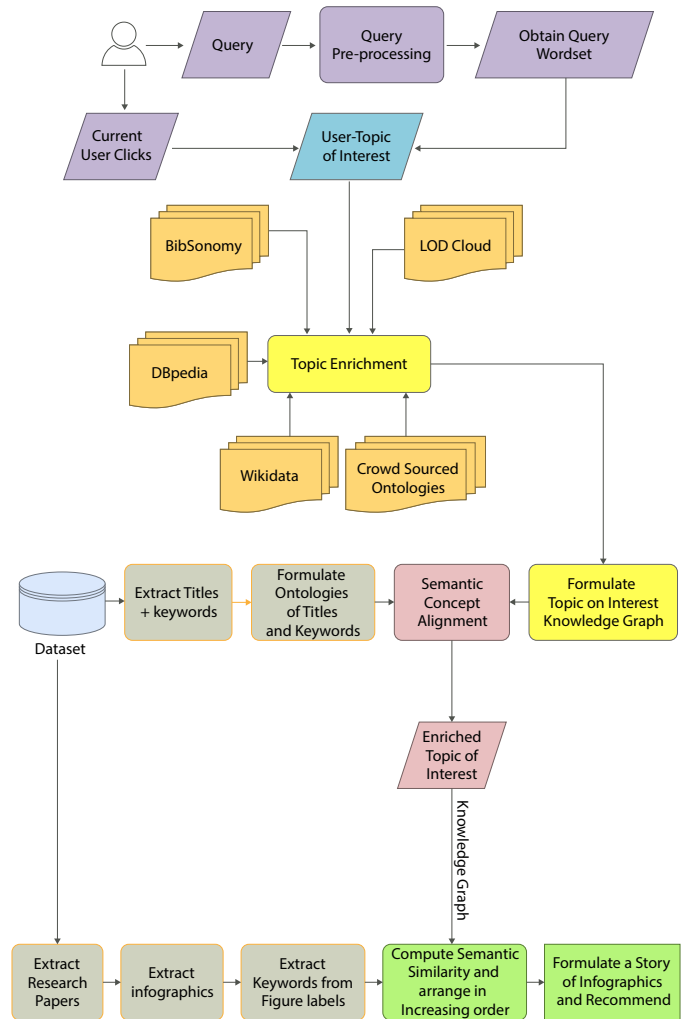 Query
Query
Pre-processing
Obtain Query
Wordset
Current
User Clicks
User-Topic
of Interest
BibSonomy
LOD Cloud
DBpedia
Topic Enrichment
Wikidata
Crowd Sourced
Ontologies
Dataset
Extract Titles
+ keywords
Formulate
Ontologies
of Titles
and Keywords
Semantic
Concept
Alignment
Formulate
Topic on Interest
Knowledge Graph
Enriched
Topic of
Interest
Knowledge Graph
Extract
Research
Papers
Extract
infographics
Extract
Keywords from
Figure labels
Compute Semantic
Similarity and
arrange in
Increasing order
Formulate a Story
of Infographics
and Recommend